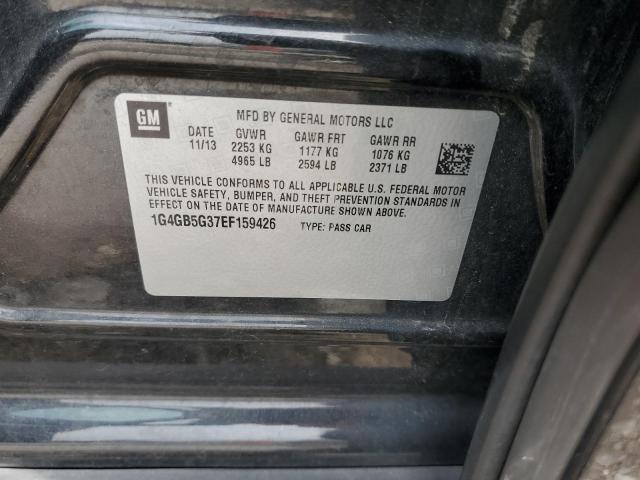 GM
MFD BY GENERAL MOTORS LLC
DATE GVWR GAWR FRT GAWR RR
11/13 2253 KG 1177 KG 1076 KG
4965 LB 2594 LB 2371 LB
THIS VEHICLE CONFORMS TO ALL APPLICABLE U.S. FEDERAL MOTOR
VEHICLE SAFETY, BUMPER, AND THEFT PREVENTION STANDARDS
IN EFFECT ON THE DATE OF MANUFACTURE SHOWN ABOVE.
1G4GB5G37EF159426 TYPE: PASS CAR